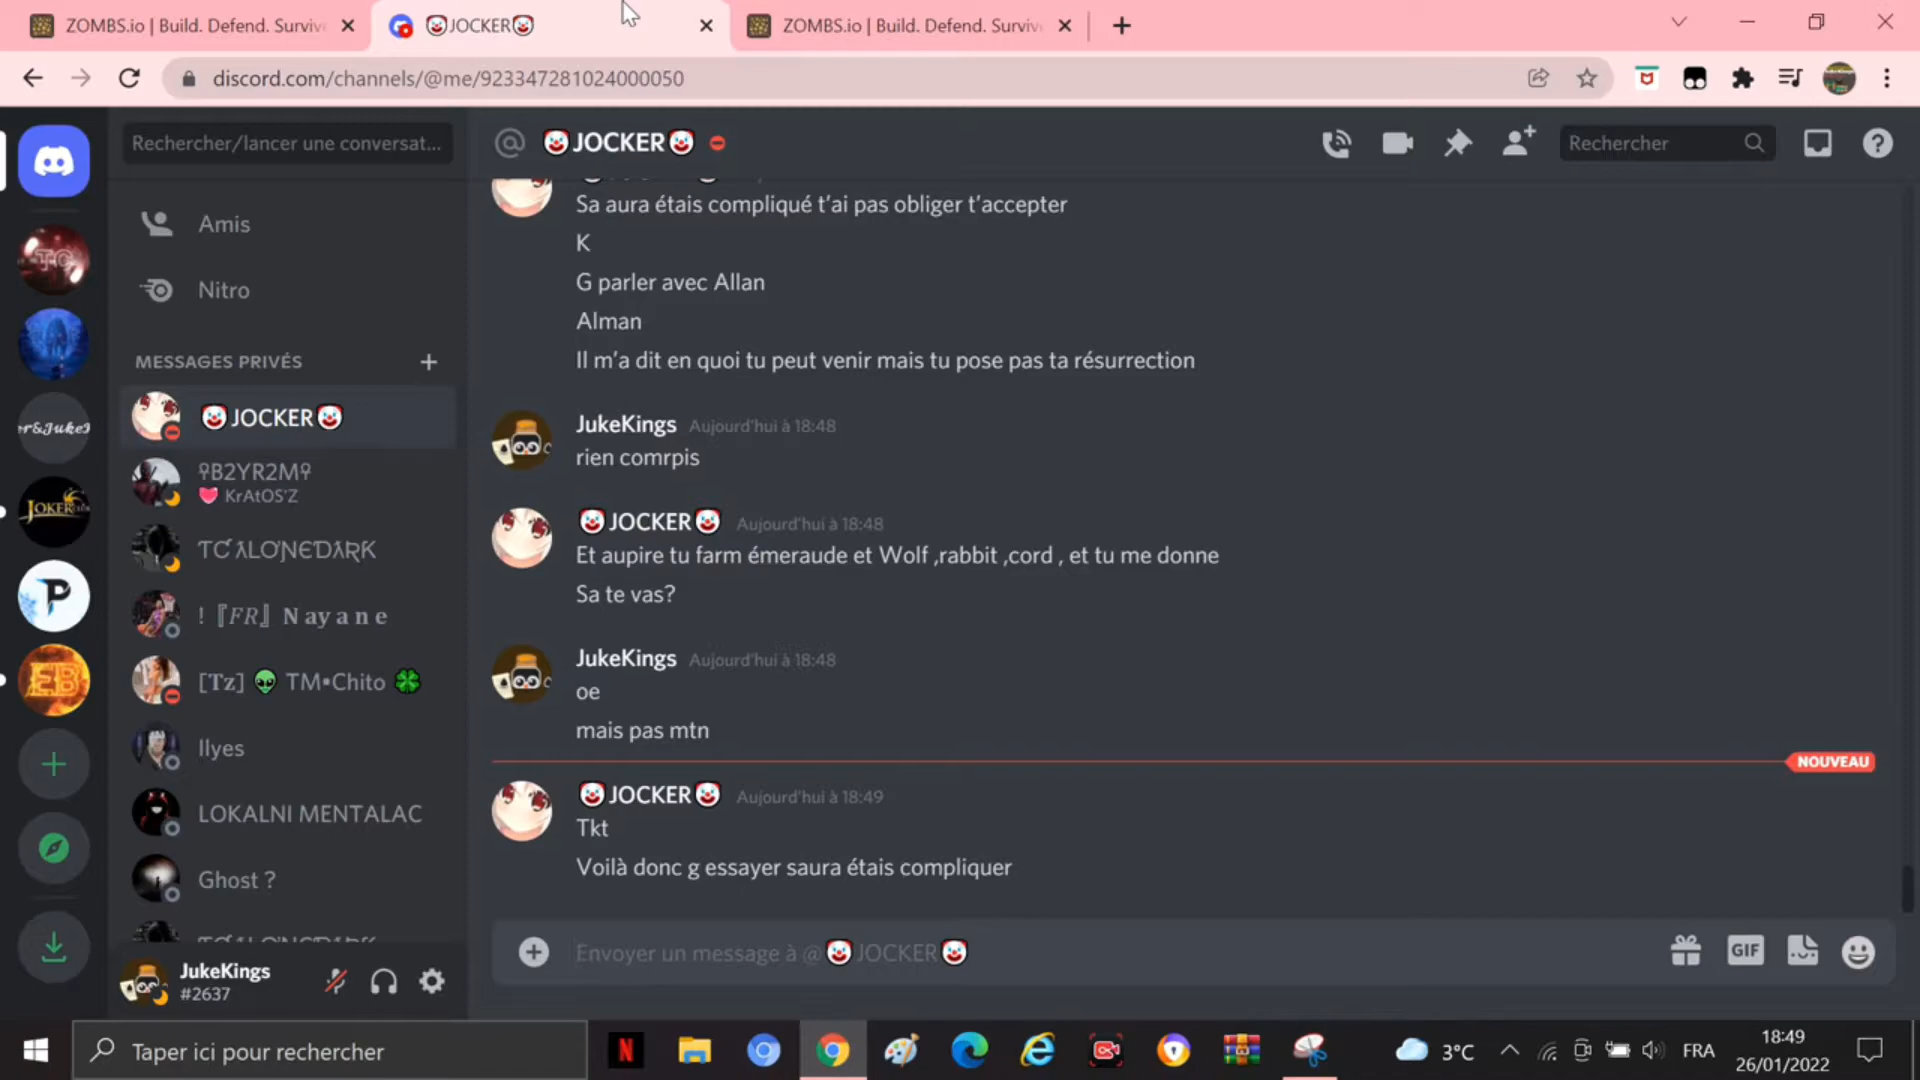 ZOMBS.io | Build. Defend. Surviv
🤡JOCKER🤡
ZOMBS.io | Build. Defend. Surviv
discord.com/channels/@me/923347281024000050
Rechercher/lancer une conversat...
@ 🤡JOCKER🤡
Rechercher
Amis
Nitro
MESSAGES PRIVÉS
🤡JOCKER🤡
♀B2YR2M♀
💗 KrAtOS'Z
! 『FR』 N a y a n e
[Tz] 👽 TM•Chito 🍀
Ilyes
LOKALNI MENTALAC
Ghost ?
TC
JOKER
P
EB
JukeKings
#2637
Sa aura étais compliqué t'ai pas obliger t'accepter
K
G parler avec Allan
Alman
Il m'a dit en quoi tu peut venir mais tu pose pas ta résurrection
JukeKings Aujourd'hui à 18:48
rien comrpis
🤡JOCKER🤡 Aujourd'hui à 18:48
Et aupire tu farm émeraude et Wolf ,rabbit ,cord , et tu me donne
Sa te vas?
JukeKings Aujourd'hui à 18:48
oe
mais pas mtn
NOUVEAU
🤡JOCKER🤡 Aujourd'hui à 18:49
Tkt
Voilà donc g essayer saura étais compliquer
Envoyer un message à @🤡JOCKER🤡
GIF
Taper ici pour rechercher
N
3°C
FRA
18:49
26/01/2022